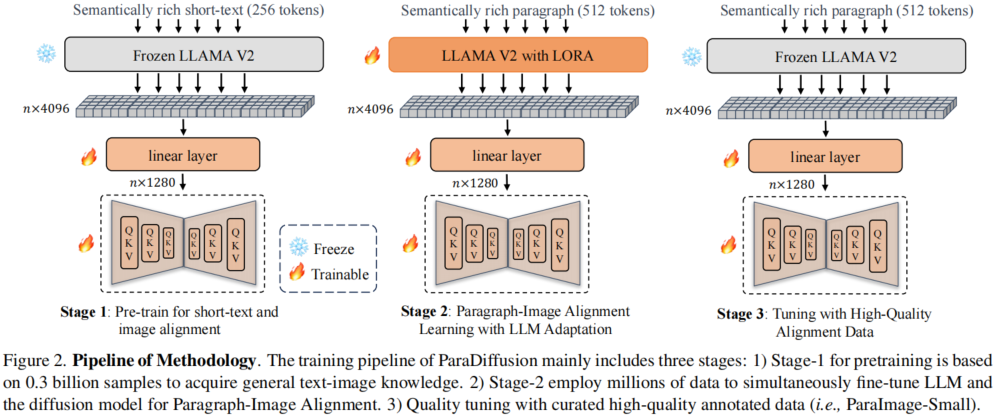 Semantically rich short-text (256 tokens)
Frozen LLAMA V2
n×4096
linear layer
n×1280
Q K V
Q K V
Q K V
Q K V
Q K V
Q K V
Stage 1: Pre-train for short-text and
image alignment
Freeze
Trainable
Semantically rich paragraph (512 tokens)
LLAMA V2 with LORA
n×4096
linear layer
n×1280
Q K V
Q K V
Q K V
Q K V
Q K V
Q K V
Stage 2: Paragraph-Image Alignment
Learning with LLM Adaptation
Semantically rich paragraph (512 tokens)
Frozen LLAMA V2
n×4096
linear layer
n×1280
Q K V
Q K V
Q K V
Q K V
Q K V
Q K V
Stage 3: Tuning with High-Quality
Alignment Data
Figure 2. Pipeline of Methodology. The training pipeline of ParaDiffusion mainly includes three stages: 1) Stage-1 for pretraining is based
on 0.3 billion samples to acquire general text-image knowledge. 2) Stage-2 employ millions of data to simultaneously fine-tune LLM and
the diffusion model for Paragraph-Image Alignment. 3) Quality tuning with curated high-quality annotated data (i.e., ParaImage-Small).